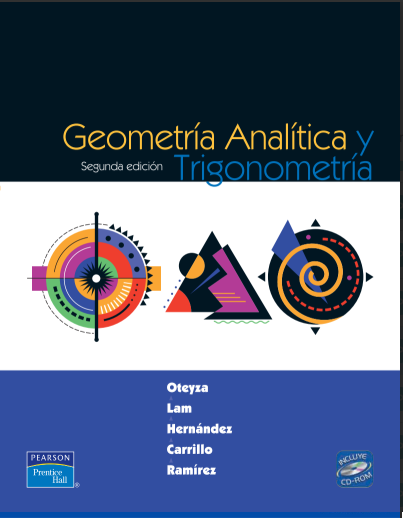 Geometría Analítica y
Segunda edición Trigonometría
Oteyza
Lam
Hernández
Carrillo
Ramírez
PEARSON
Prentice
Hall
®
INCLUYE
CD-ROM